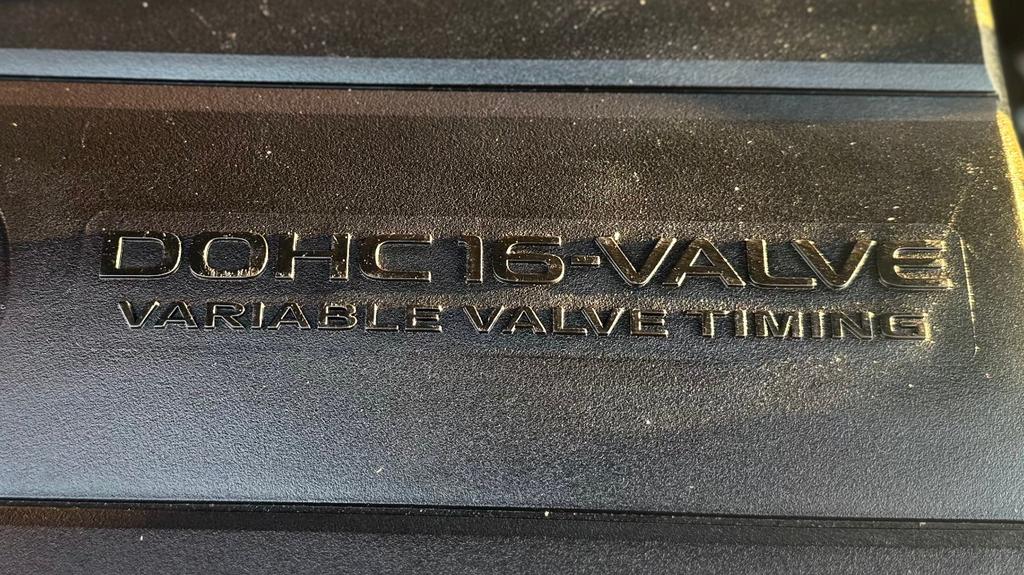 DOHC 16-VALVE
VARIABLE VALVE TIMING